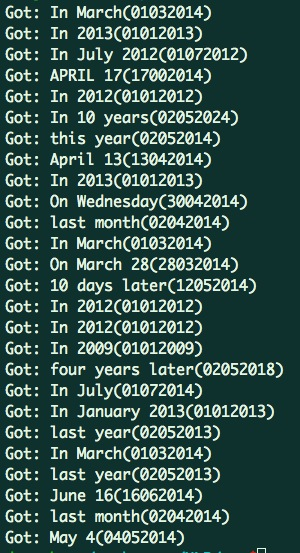 Got: In March(01032014)
Got: In 2013(01012013)
Got: In July 2012(01072012)
Got: APRIL 17(17002014)
Got: In 2012(01012012)
Got: In 10 years(02052024)
Got: this year(02052014)
Got: April 13(13042014)
Got: In 2013(01012013)
Got: On Wednesday(30042014)
Got: last month(02042014)
Got: In March(01032014)
Got: On March 28(28032014)
Got: 10 days later(12052014)
Got: In 2012(01012012)
Got: In 2012(01012012)
Got: In 2009(01012009)
Got: four years later(02052018)
Got: In July(01072014)
Got: In January 2013(01012013)
Got: last year(02052013)
Got: In March(01032014)
Got: last year(02052013)
Got: June 16(16062014)
Got: last month(02042014)
Got: May 4(04052014)